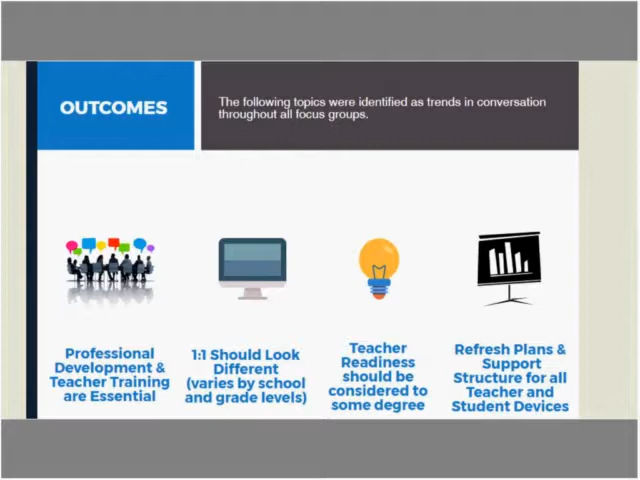 OUTCOMES
The following topics were identified as trends in conversation
throughout all focus groups.
Professional
Development &
Teacher Training
are Essential
1:1 Should Look
Different
(varies by school
and grade levels)
Teacher
Readiness
should be
considered to
some degree
Refresh Plans &
Support
Structure for all
Teacher and
Student Devices